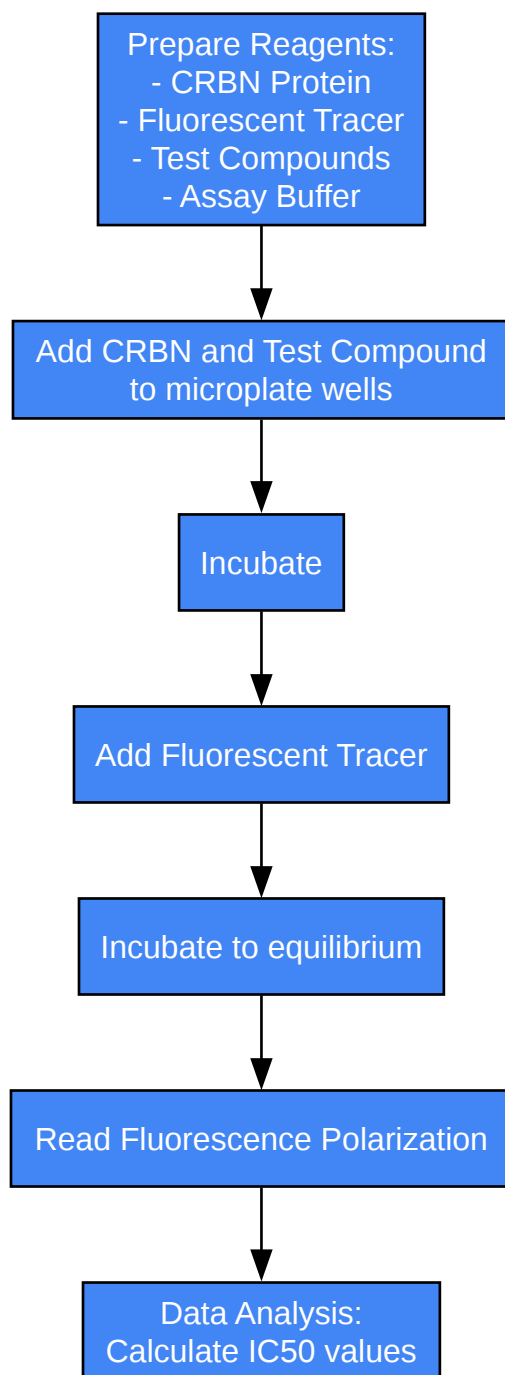 Prepare Reagents:
- CRBN Protein
- Fluorescent Tracer
- Test Compounds
- Assay Buffer
Add CRBN and Test Compound
to microplate wells
Incubate
Add Fluorescent Tracer
Incubate to equilibrium
Read Fluorescence Polarization
Data Analysis:
Calculate IC50 values